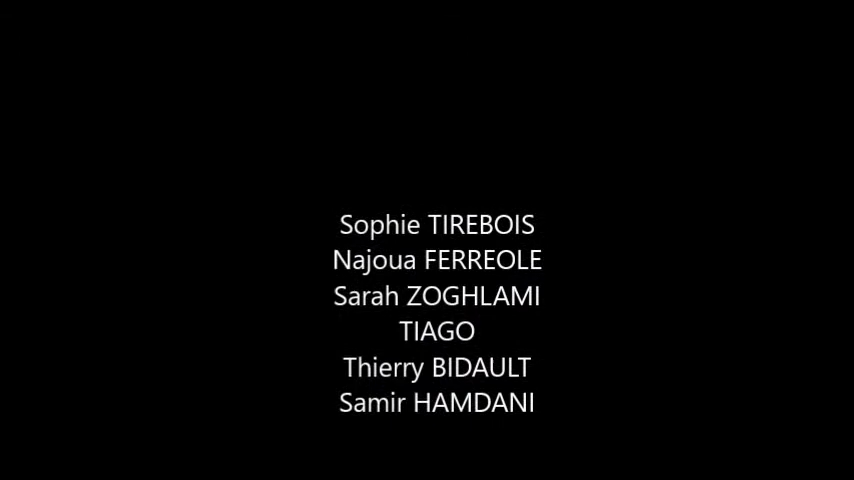 Sophie TIREBOIS
Najoua FERREOLE
Sarah ZOGHLAMI
TIAGO
Thierry BIDAULT
Samir HAMDANI